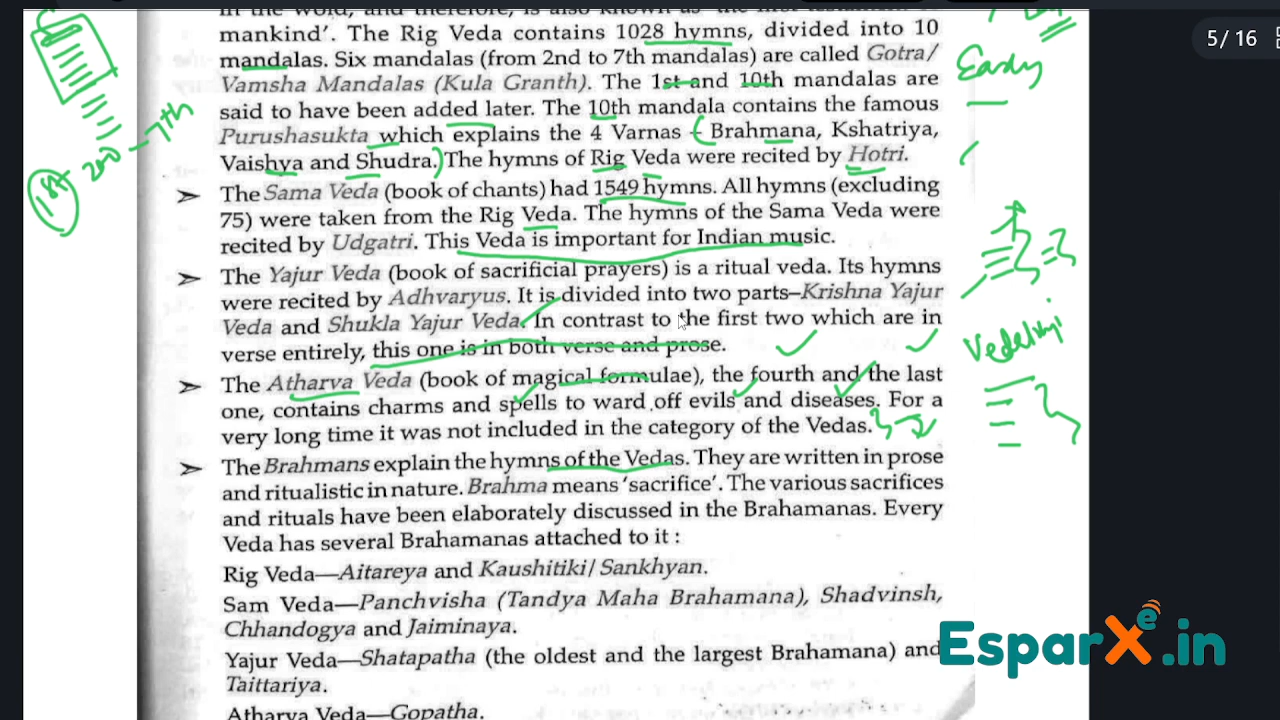 in the word, and therefore, is also known as 'the
mankind'. The Rig Veda contains 1028 hymns, divided into 10
mandalas. Six mandalas (from 2nd to 7th mandalas) are called Gotra/
Vamsha Mandalas (Kula Granth). The 1st and 10th mandalas are
said to have been added later. The 10th mandala contains the famous
Purushasukta which explains the 4 Varnas – ( Brahmana, Kshatriya,
Vaishya and Shudra.) The hymns of Rig Veda were recited by Hotri.
➢ The Sama Veda (book of chants) had 1549 hymns. All hymns (excluding
75) were taken from the Rig Veda. The hymns of the Sama Veda were
recited by Udgatri. This Veda is important for Indian music.
➢ The Yajur Veda (book of sacrificial prayers) is a ritual veda. Its hymns
were recited by Adhvaryus. It is divided into two parts–Krishna Yajur
Veda and Shukla Yajur Veda. In contrast to the first two which are in
verse entirely, this one is in both verse and prose.
➢ The Atharva Veda (book of magical formulae), the fourth and the last
one, contains charms and spells to ward off evils and diseases. For a
very long time it was not included in the category of the Vedas.
➢ The Brahmans explain the hymns of the Vedas. They are written in prose
and ritualistic in nature. Brahma means 'sacrifice'. The various sacrifices
and rituals have been elaborately discussed in the Brahamanas. Every
Veda has several Brahamanas attached to it :
Rig Veda—Aitareya and Kaushitiki/ Sankhyan.
Sam Veda—Panchvisha (Tandya Maha Brahamana), Shadvinsh,
Chhandogya and Jaiminaya.
Yajur Veda—Shatapatha (the oldest and the largest Brahamana) and
Taittariya.
Atharva Veda—Gopatha.
5/ 16
Early
1st 200 – 7th
EsparXe.in